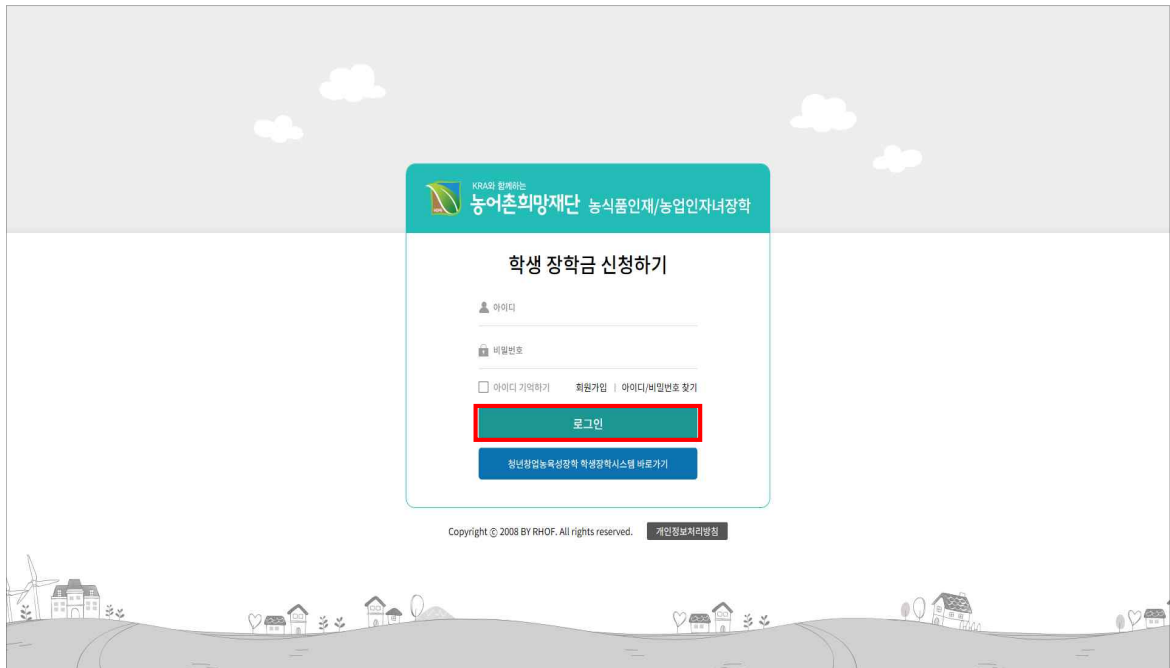 KRA와 함께하는
농어촌희망재단 농식품인재/농업인자녀장학
학생 장학금 신청하기
아이디
비밀번호
아이디 기억하기 회원가입 | 아이디/비밀번호 찾기
로그인
청년창업농육성장학 학생장학시스템 바로가기
Copyright ⓒ 2008 BY RHOF. All rights reserved. 개인정보처리방침